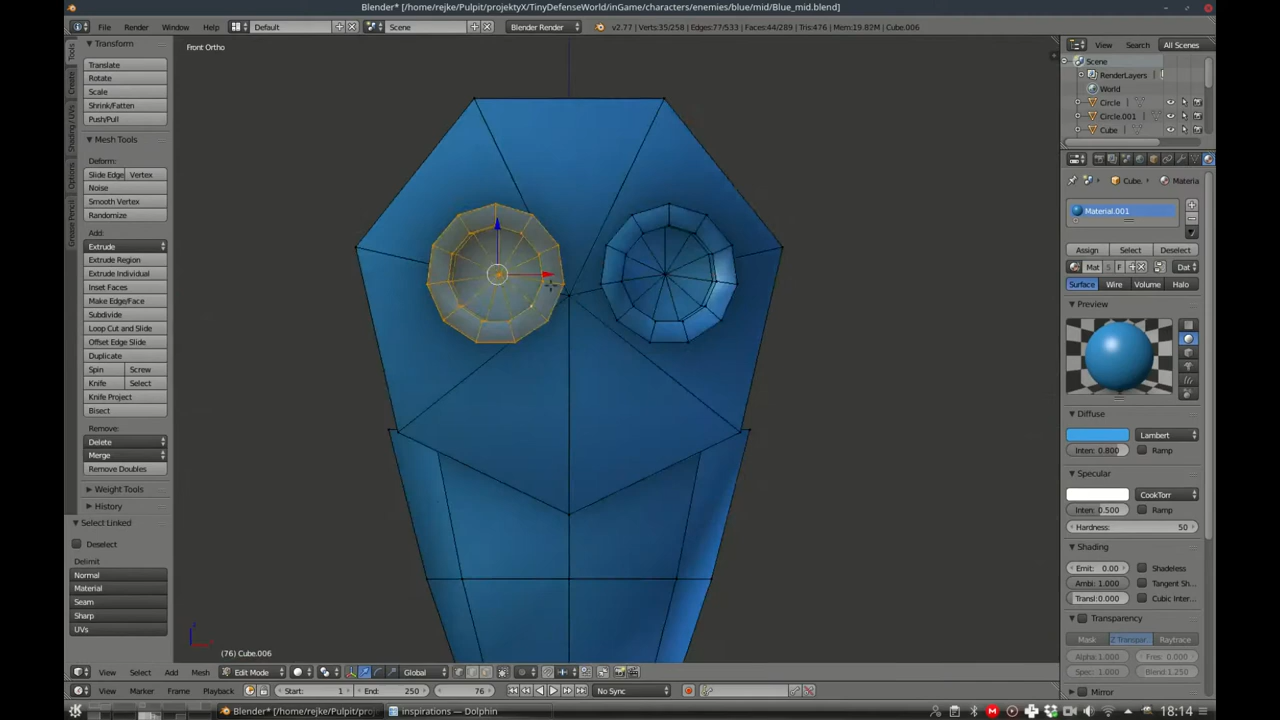 Blender* [/home/rejke/Pulpit/projektyX/TinyDefenseWorld/inGame/characters/enemies/blue/mid/Blue_mid.blend]
File Render Window Help Default Scene Blender Render v2.77 | Verts:35/258 | Edges:77/533 | Faces:44/289 | Tris:476 | Mem:19.82M | Cube.006
Tools
Create
Shading / UVs
Options
Grease Pencil
Transform
Translate
Rotate
Scale
Shrink/Fatten
Push/Pull
Mesh Tools
Deform:
Slide Edge Vertex
Noise
Smooth Vertex
Randomize
Add:
Extrude
Extrude Region
Extrude Individual
Inset Faces
Make Edge/Face
Subdivide
Loop Cut and Slide
Offset Edge Slide
Duplicate
Spin Screw
Knife Select
Knife Project
Bisect
Remove:
Delete
Merge
Remove Doubles
Weight Tools
History
Select Linked
Deselect
Delimit
Normal
Material
Seam
Sharp
UVs
Front Ortho
(76) Cube.006
View Search All Scenes
Scene
RenderLayers
World
Circle
Circle.001
Cube
Cube. Materia
Material.001
Assign Select Deselect
Mat 5 F Dat
Surface Wire Volume Halo
Preview
Diffuse
Lambert
Inten: 0.800 Ramp
Specular
CookTorr
Inten: 0.500 Ramp
Hardness: 50
Shading
Emit: 0.00 Shadeless
Ambi: 1.000 Tangent Sh...
Transl:0.000 Cubic Inter...
Transparency
Mask Z Transpar. Raytrace
Alpha: 1.000 Fres: 0.000
Spec: 1.000 Blend:1.250
Mirror
View Select Add Mesh Edit Mode Global
View Marker Frame Playback Start: 1 End: 250 76 No Sync
Blender* [/home/rejke/Pulpit/proj inspirations — Dolphin 18:14